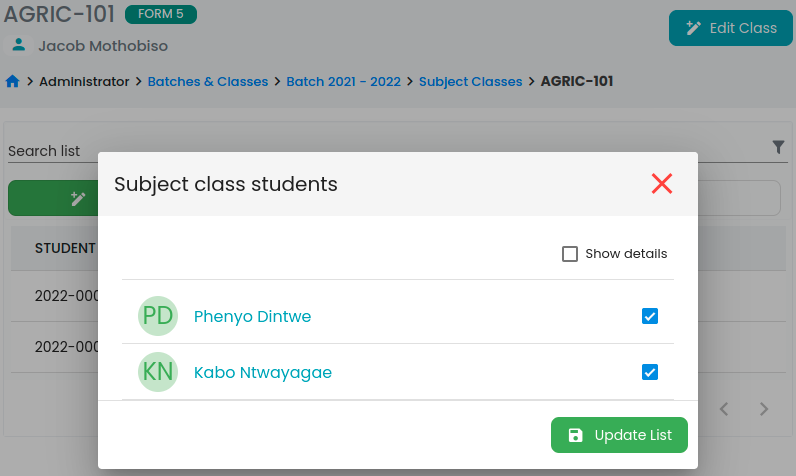 AGRIC-101 FORM 5
Jacob Mothobiso
Edit Class
Administrator Batches & Classes Batch 2021 - 2022 Subject Classes AGRIC-101
Search list
Subject class students
STUDENT
Show details
2022-000
PD Phenyo Dintwe
2022-000
KN Kabo Ntwayagae
Update List